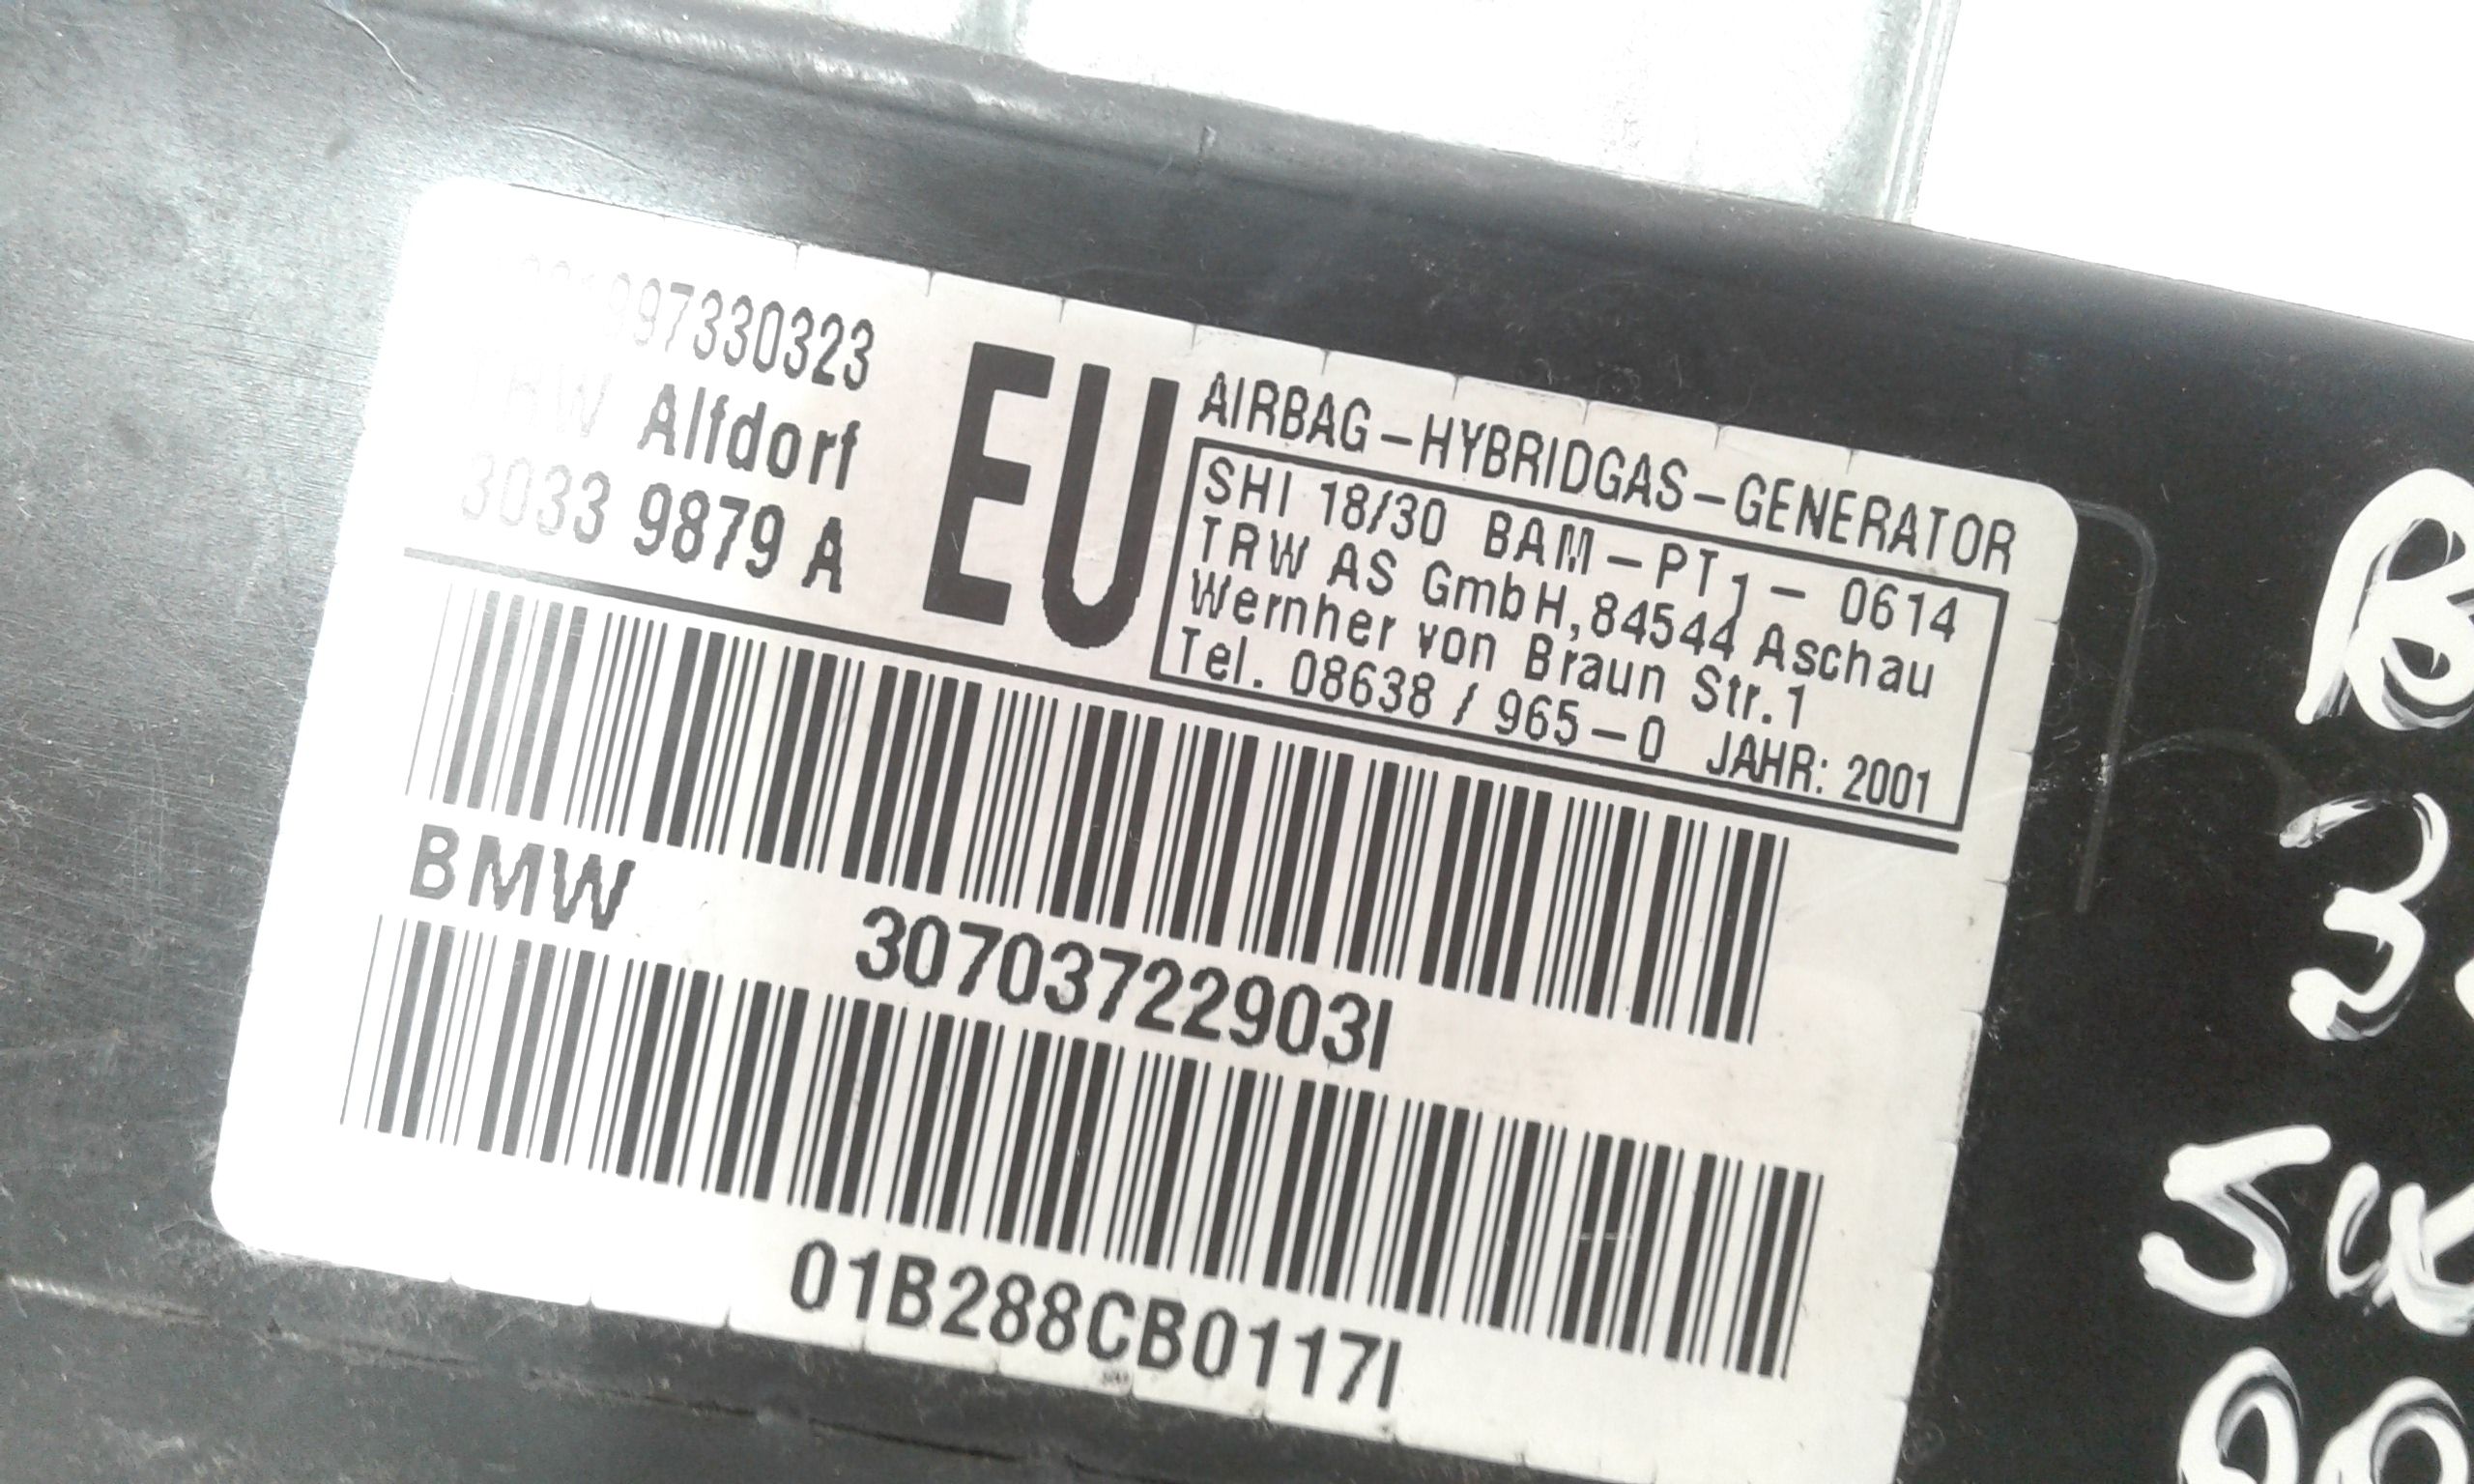 TRW Alfdorf
3033 9879 A
EU
AIRBAG-HYBRIDGAS-GENERATOR
SHI 18/30 BAM-PT1- 0614
TRW AS GmbH,84544 Aschau
Wernher von Braun Str.1
Tel. 08638 / 965-0 JAHR: 2001
BMW 30703722903I
01B288CB0117I